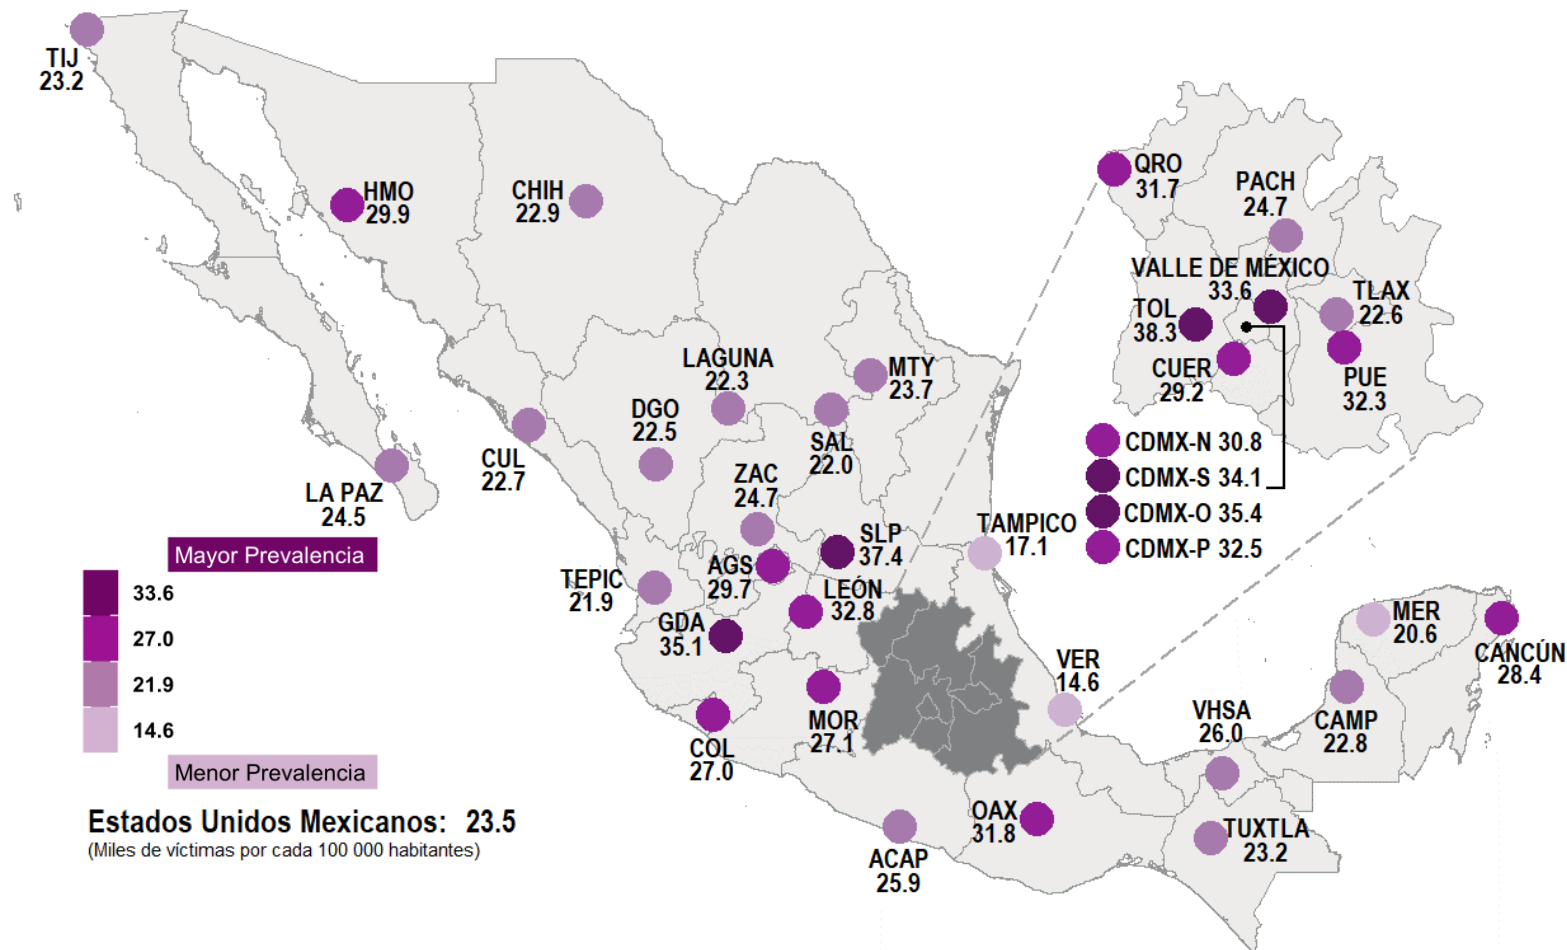 TIJ
23.2
HMO
29.9
CHIH
22.9
QRO
31.7
PACH
24.7
VALLE DE MÉXICO
33.6
TOL
38.3
TLAX
22.6
CUER
29.2
PUE
32.3
CDMX-N 30.8
CDMX-S 34.1
CDMX-O 35.4
CDMX-P 32.5
LAGUNA
22.3
MTY
23.7
DGO
22.5
SAL
22.0
CUL
22.7
ZAC
24.7
LA PAZ
24.5
SLP
37.4
TAMPICO
17.1
AGS
29.7
TEPIC
21.9
LEÓN
32.8
GDA
35.1
MER
20.6
CANCÚN
28.4
VER
14.6
MOR
27.1
COL
27.0
VHSA
26.0
CAMP
22.8
OAX
31.8
TUXTLA
23.2
ACAP
25.9
Mayor Prevalencia
33.6
27.0
21.9
14.6
Menor Prevalencia
Estados Unidos Mexicanos: 23.5
(Miles de víctimas por cada 100 000 habitantes)